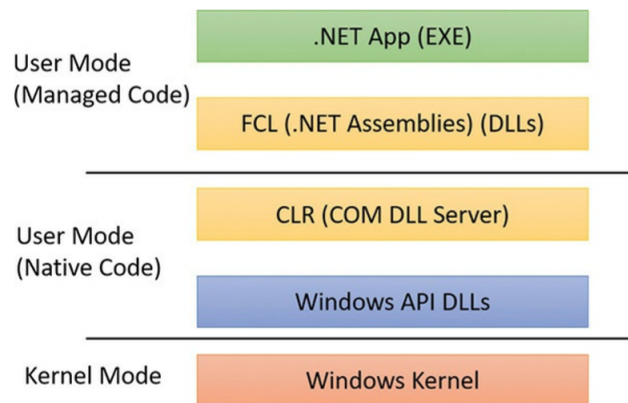 .NET App (EXE)
User Mode
(Managed Code)
FCL (.NET Assemblies) (DLLs)
CLR (COM DLL Server)
User Mode
(Native Code)
Windows API DLLs
Kernel Mode
Windows Kernel